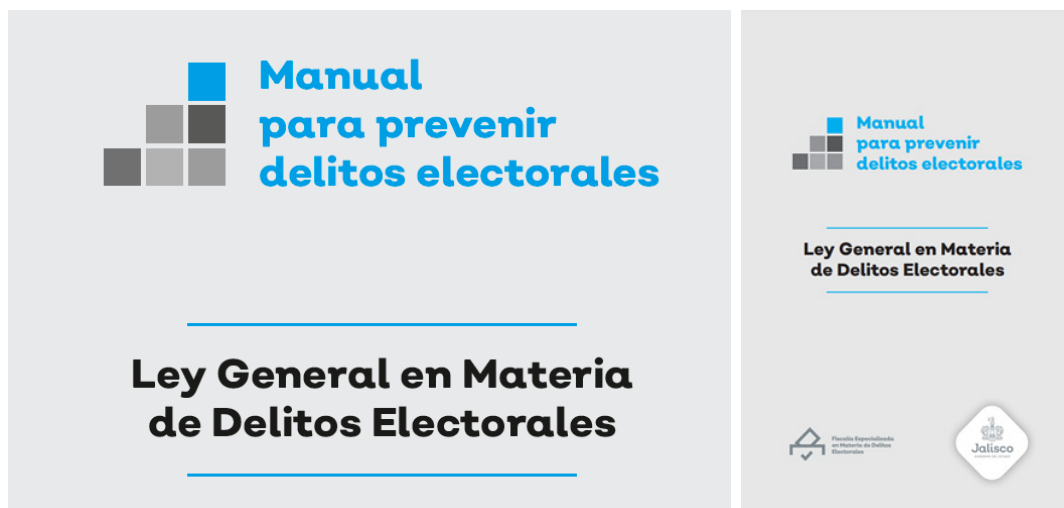 Manual
para prevenir
delitos electorales
Ley General en Materia
de Delitos Electorales
Manual
para prevenir
delitos electorales
Ley General en Materia
de Delitos Electorales
Fiscalía Especializada
en Materia de Delitos
Electorales
Jalisco